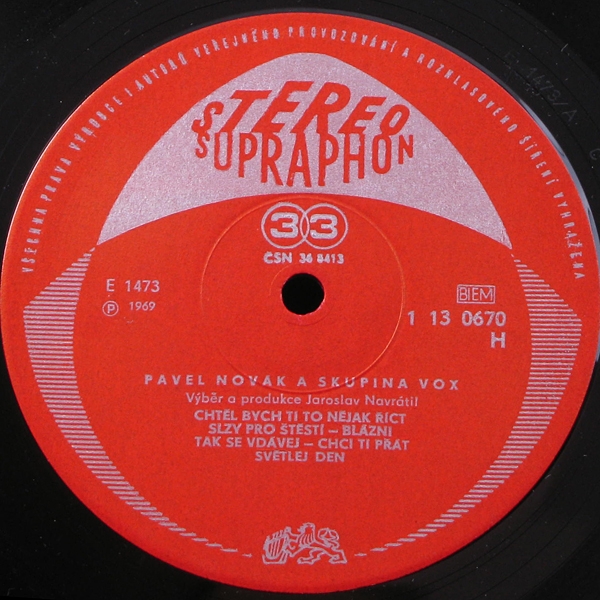 VŠECHNA PRÁVA VÝROBCE I AUTORŮ VEŘEJNÉHO PROVOZOVÁNÍ A ROZHLASOVÉHO ŠÍŘENÍ VYHRAŽENA
STEREO
SUPRAPHON
33
ČSN 36 8413
E 1473
Ⓟ 1969
BIEM
1 13 0670
H
PAVEL NOVÁK A SKUPINA VOX
Výběr a produkce Jaroslav Navrátil
CHTĚL BYCH TI TO NĚJAK ŘÍCT
SLZY PRO ŠTĚSTÍ – BLÁZNI
TAK SE VDÁVEJ – CHCI TI PŘÁT
SVĚTLEJ DEN